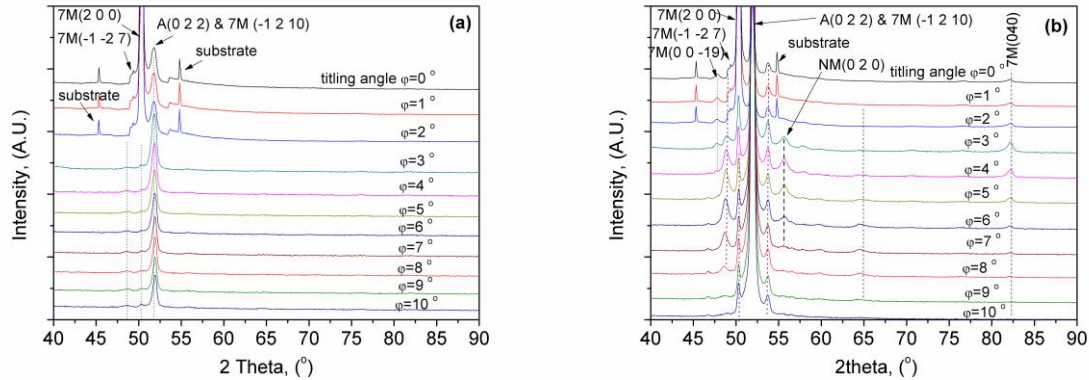 (a)
7M(2 0 0)
A(0 2 2) & 7M (-1 2 10)
7M(-1 -2 7)
substrate
titling angle φ=0 °
substrate
φ=1 °
φ=2 °
φ=3 °
φ=4 °
φ=5 °
φ=6 °
φ=7 °
φ=8 °
φ=9 °
φ=10 °
Intensity, (A.U.)
40 45 50 55 60 65 70 75 80 85 90
2 Theta, (°)
(b)
7M(2 0 0)
A(0 2 2) & 7M(-1 2 10)
7M(-1 -2 7)
substrate
7M(0 0 -19)
7M(040)
titling angle φ=0 °
NM(0 2 0)
φ=1 °
φ=2 °
φ=3 °
φ=4 °
φ=5 °
φ=6 °
φ=7 °
φ=8 °
φ=9 °
φ=10 °
Intensity, (A.U.)
40 45 50 55 60 65 70 75 80 85 90
2theta, (°)